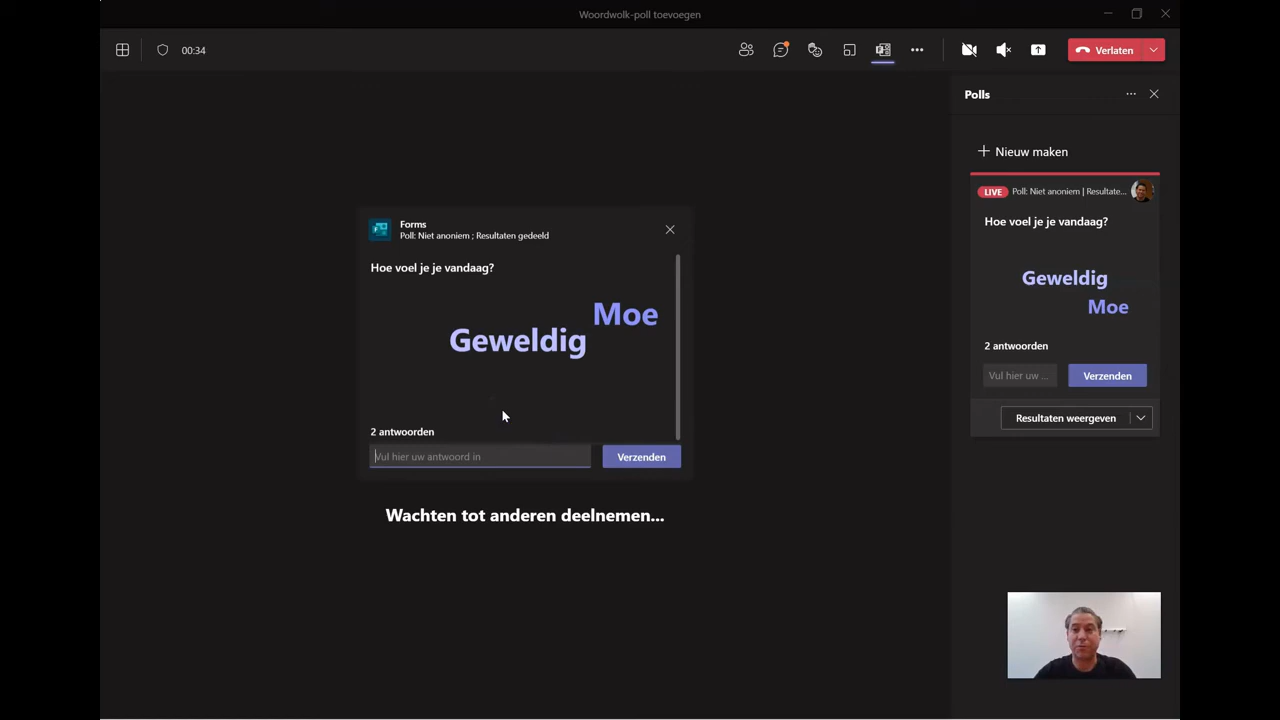 Woordwolk-poll toevoegen
00:34
Verlaten
Polls
Nieuw maken
LIVE Poll: Niet anoniem | Resultate...
Hoe voel je je vandaag?
Geweldig
Moe
2 antwoorden
Vul hier uw ...
Verzenden
Resultaten weergeven
Forms
Poll: Niet anoniem ; Resultaten gedeeld
Hoe voel je je vandaag?
Moe
Geweldig
2 antwoorden
Vul hier uw antwoord in
Verzenden
Wachten tot anderen deelnemen...